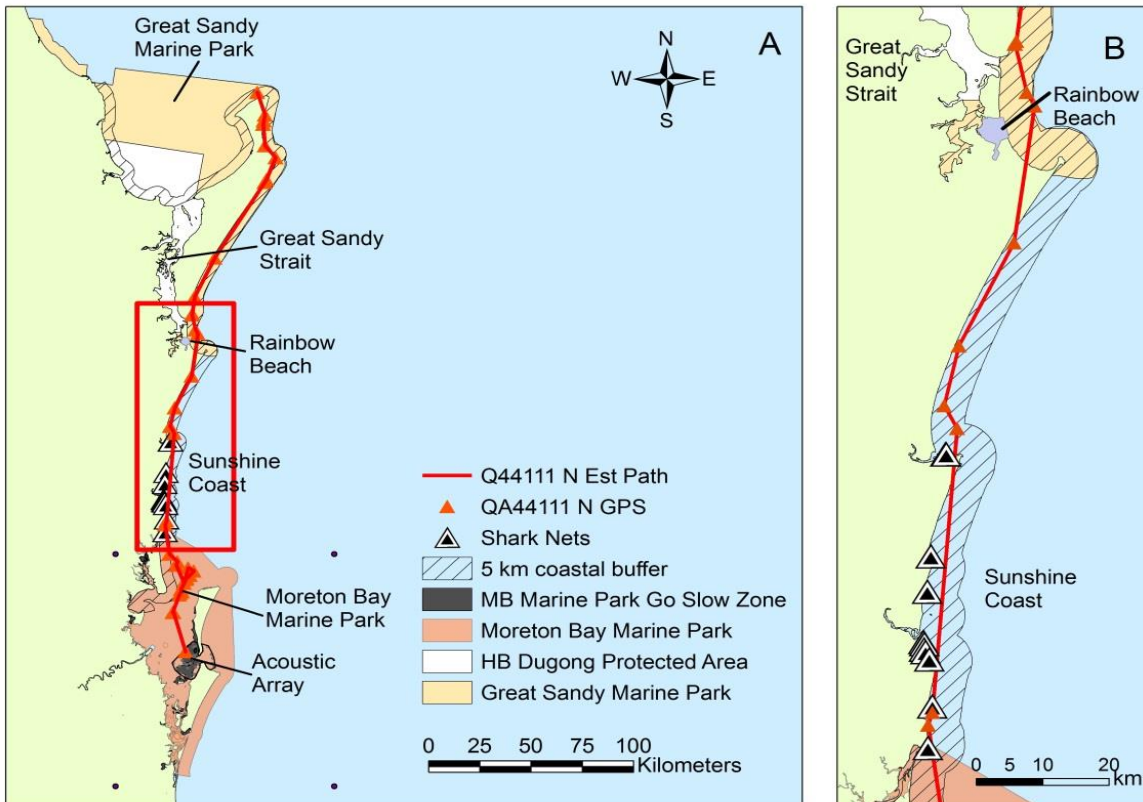 Great Sandy
Marine Park
A
N
W
E
S
Great Sandy
Strait
Rainbow
Beach
Sunshine
Coast
Moreton Bay
Marine Park
Acoustic
Array
Q44111 N Est Path
QA44111 N GPS
Shark Nets
5 km coastal buffer
MB Marine Park Go Slow Zone
Moreton Bay Marine Park
HB Dugong Protected Area
Great Sandy Marine Park
0 25 50 75 100
Kilometers
B
Great
Sandy
Strait
Rainbow
Beach
Sunshine
Coast
0 5 10 20
km